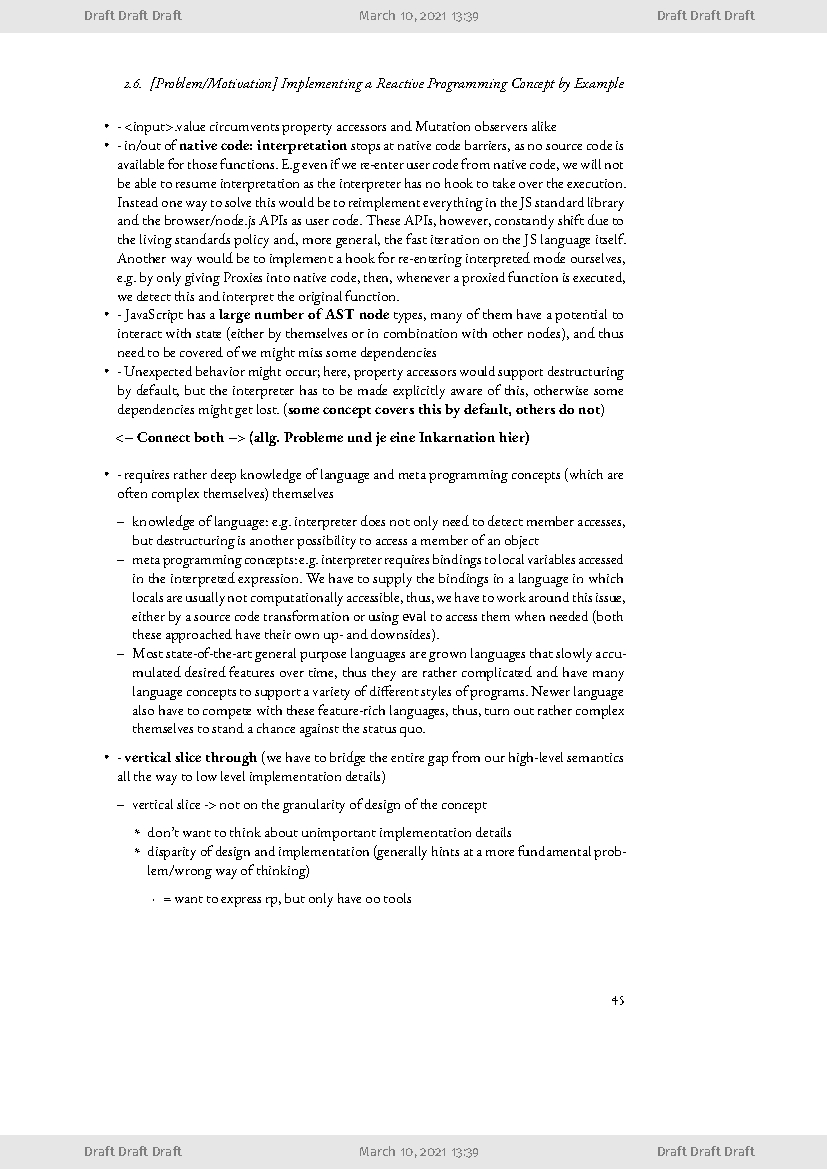 Draft Draft Draft March 10, 2021 13:39 Draft Draft Draft
2.6. [Problem/Motivation] Implementing a Reactive Programming Concept by Example
• - <input>.value circumvents property accessors and Mutation observers alike
• - in/out of native code: interpretation stops at native code barriers, as no source code is
available for those functions. E.g even if we re-enter user code from native code, we will not
be able to resume interpretation as the interpreter has no hook to take over the execution.
Instead one way to solve this would be to reimplement everything in the JS standard library
and the browser/node.js APIs as user code. These APIs, however, constantly shift due to
the living standards policy and, more general, the fast iteration on the JS language itself.
Another way would be to implement a hook for re-entering interpreted mode ourselves,
e.g. by only giving Proxies into native code, then, whenever a proxied function is executed,
we detect this and interpret the original function.
• - JavaScript has a large number of AST node types, many of them have a potential to
interact with state (either by themselves or in combination with other nodes), and thus
need to be covered of we might miss some dependencies
• - Unexpected behavior might occur; here, property accessors would support destructuring
by default, but the interpreter has to be made explicitly aware of this, otherwise some
dependencies might get lost. (some concept covers this by default, others do not)
<– Connect both –> (allg. Probleme und je eine Inkarnation hier)
• - requires rather deep knowledge of language and meta programming concepts (which are
often complex themselves) themselves
– knowledge of language: e.g. interpreter does not only need to detect member accesses,
but destructuring is another possibility to access a member of an object
– meta programming concepts: e.g. interpreter requires bindings to local variables accessed
in the interpreted expression. We have to supply the bindings in a language in which
locals are usually not computationally accessible, thus, we have to work around this issue,
either by a source code transformation or using eval to access them when needed (both
these approached have their own up- and downsides).
– Most state-of-the-art general purpose languages are grown languages that slowly accu-
mulated desired features over time, thus they are rather complicated and have many
language concepts to support a variety of different styles of programs. Newer language
also have to compete with these feature-rich languages, thus, turn out rather complex
themselves to stand a chance against the status quo.
• - vertical slice through (we have to bridge the entire gap from our high-level semantics
all the way to low level implementation details)
– vertical slice -> not on the granularity of design of the concept
* don't want to think about unimportant implementation details
* disparity of design and implementation (generally hints at a more fundamental prob-
lem/wrong way of thinking)
· = want to express rp, but only have oo tools
45
Draft Draft Draft March 10, 2021 13:39 Draft Draft Draft